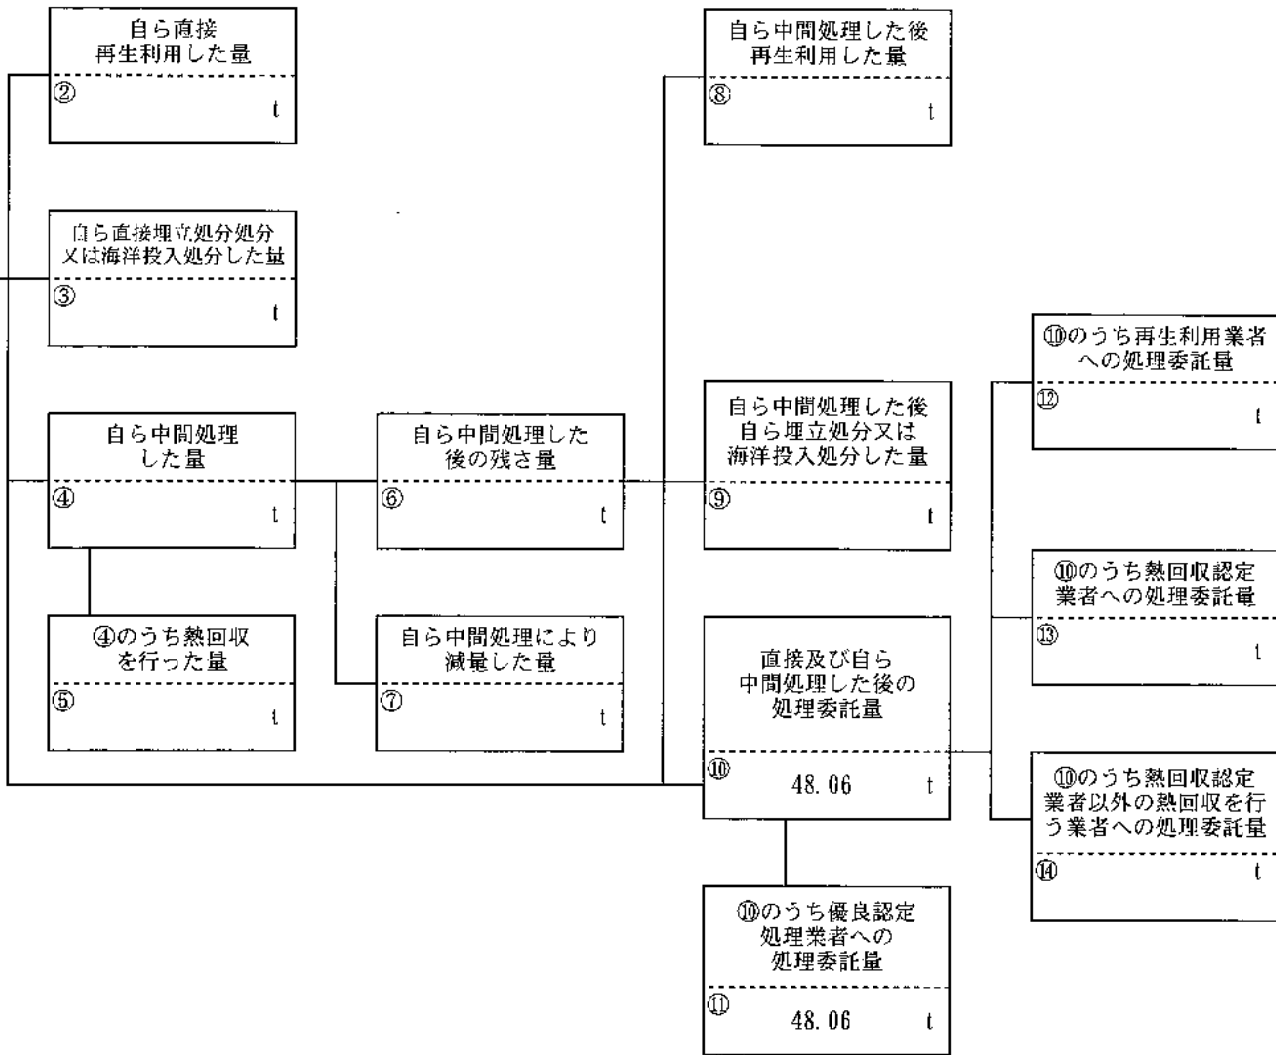 自ら直接
再生利用した量
②
t
自ら直接埋立処分処分
又は海洋投入処分した量
③
t
自ら中間処理
した量
④
t
④のうち熱回収
を行った量
⑤
t
自ら中間処理した
後の残さ量
⑥
t
自ら中間処理により
減量した量
⑦
t
自ら中間処理した後
再生利用した量
⑧
t
自ら中間処理した後
自ら埋立処分又は
海洋投入処分した量
⑨
t
直接及び自ら
中間処理した後の
処理委託量
⑩
48.06 t
⑩のうち優良認定
処理業者への
処理委託量
⑪
48.06 t
⑩のうち再生利用業者
への処理委託量
⑫
t
⑩のうち熱回収認定
業者への処理委託量
⑬
t
⑩のうち熱回収認定
業者以外の熱回収を行
う業者への処理委託量
⑭
t